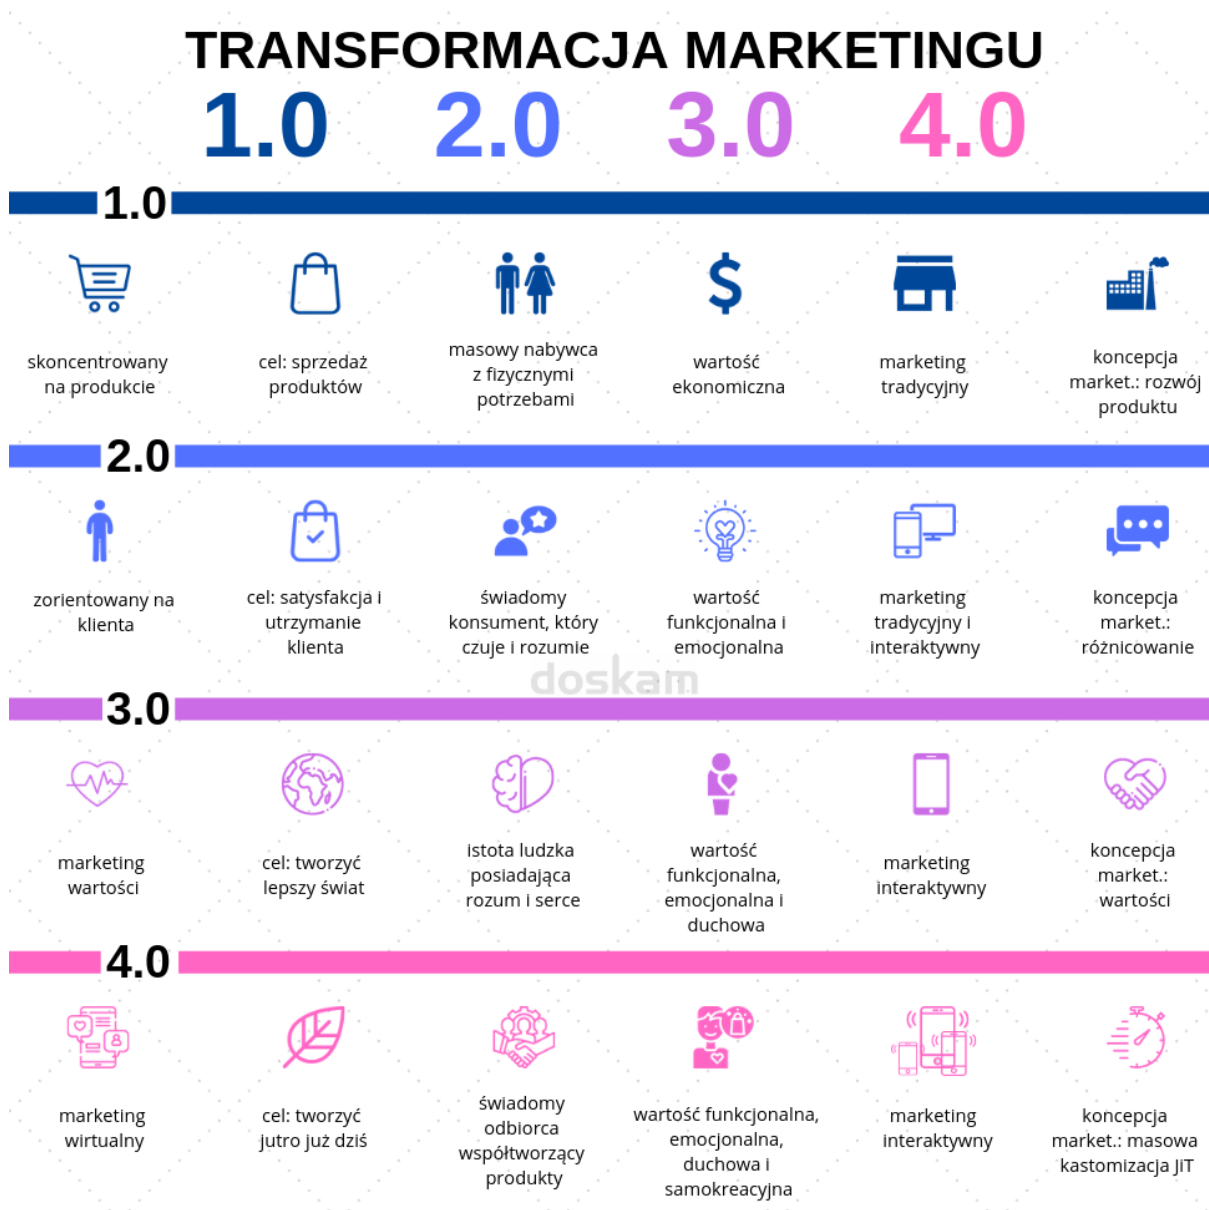 TRANSFORMACJA MARKETINGU
1.0 2.0 3.0 4.0
1.0
skoncentrowany
na produkcie
cel: sprzedaż
produktów
masowy nabywca
z fizycznymi
potrzebami
wartość
ekonomiczna
marketing
tradycyjny
koncepcja
market.: rozwój
produktu
2.0
zorientowany na
klienta
cel: satysfakcja i
utrzymanie
klienta
świadomy
konsument, który
czuje i rozumie
wartość
funkcjonalna i
emocjonalna
marketing
tradycyjny i
interaktywny
koncepcja
market.:
różnicowanie
doskam
3.0
marketing
wartości
cel: tworzyć
lepszy świat
istota ludzka
posiadająca
rozum i serce
wartość
funkcjonalna,
emocjonalna i
duchowa
marketing
interaktywny
koncepcja
market.:
wartości
4.0
marketing
wirtualny
cel: tworzyć
jutro już dziś
świadomy
odbiorca
współtworzący
produkty
wartość funkcjonalna,
emocjonalna,
duchowa i
samokreacyjna
marketing
interaktywny
koncepcja
market.: masowa
kastomizacja JiT